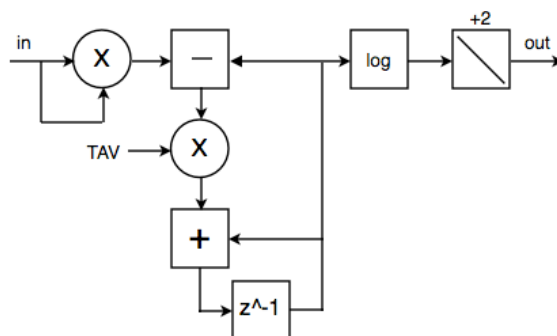 +2
in
out
X
—
log
TAV
X
+
z^-1